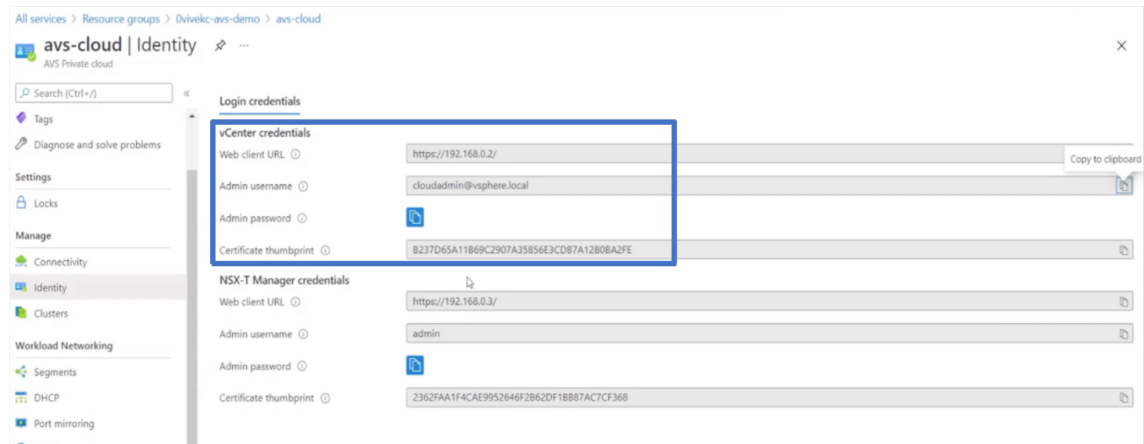 All services > Resource groups > 0vivekc-avs-demo > avs-cloud
avs-cloud | Identity
AVS Private cloud
Search (Ctrl+/)
Tags
Diagnose and solve problems
Settings
Locks
Manage
Connectivity
Identity
Clusters
Workload Networking
Segments
DHCP
Port mirroring
Login credentials
vCenter credentials
Web client URL https://192.168.0.2/
Copy to clipboard
Admin username cloudadmin@vsphere.local
Admin password
Certificate thumbprint B237D65A11B69C2907A35856E3CDB7A12B0BA2FE
NSX-T Manager credentials
Web client URL https://192.168.0.3/
Admin username admin
Admin password
Certificate thumbprint 2362FAA1F4CAE9952646F2B62DF1BB87AC7CF368